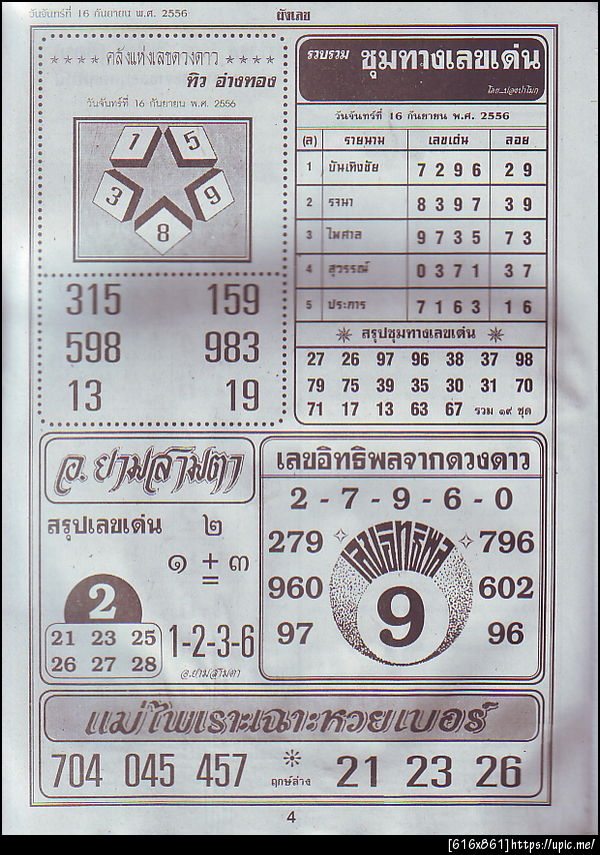 วันจันทร์ที่ 16 กันยายน พ.ศ. 2556
ผังเลข
★ ★ ★ ★ คลังแห่งเลขดวงดาว ★ ★ ★ ★
ทิว อ่างทอง
วันจันทร์ที่ 16 กันยายน พ.ศ. 2556
1 5
3 9
8
315 159
598 983
13 19
รวบรวม ชุมทางเลขเด่น
วันจันทร์ที่ 16 กันยายน พ.ศ. 2556
(ล) รายนาม เลขเด่น ลอย
1 บันเทิงชัย 7 2 9 6 2 9
2 รจนา 8 3 9 7 3 9
3 ไพศาล 9 7 3 5 7 3
4 สุวรรณ์ 0 3 7 1 3 7
5 ประภาร 7 1 6 3 1 6
สรุปชุมทางเลขเด่น
27 26 97 96 38 37 98
79 75 39 35 30 31 70
71 17 13 63 67 รวม ๑๙ ชุด
อ. ยามสามตา
สรุปเลขเด่น ๒
๑ ± ๓
2
21 23 25
26 27 28
1-2-3-6
อ.ยามสามตา
เลขอิทธิพลจากดวงดาว
2 - 7 - 9 - 6 - 0
เลขอิทธิพล
279 796
960 9 602
97 96
แม่ไพเราะเฉาะหวยเบอร์
704 045 457 ฤกษ์ล่าง 21 23 26
4
[616x861]https://upic.me/